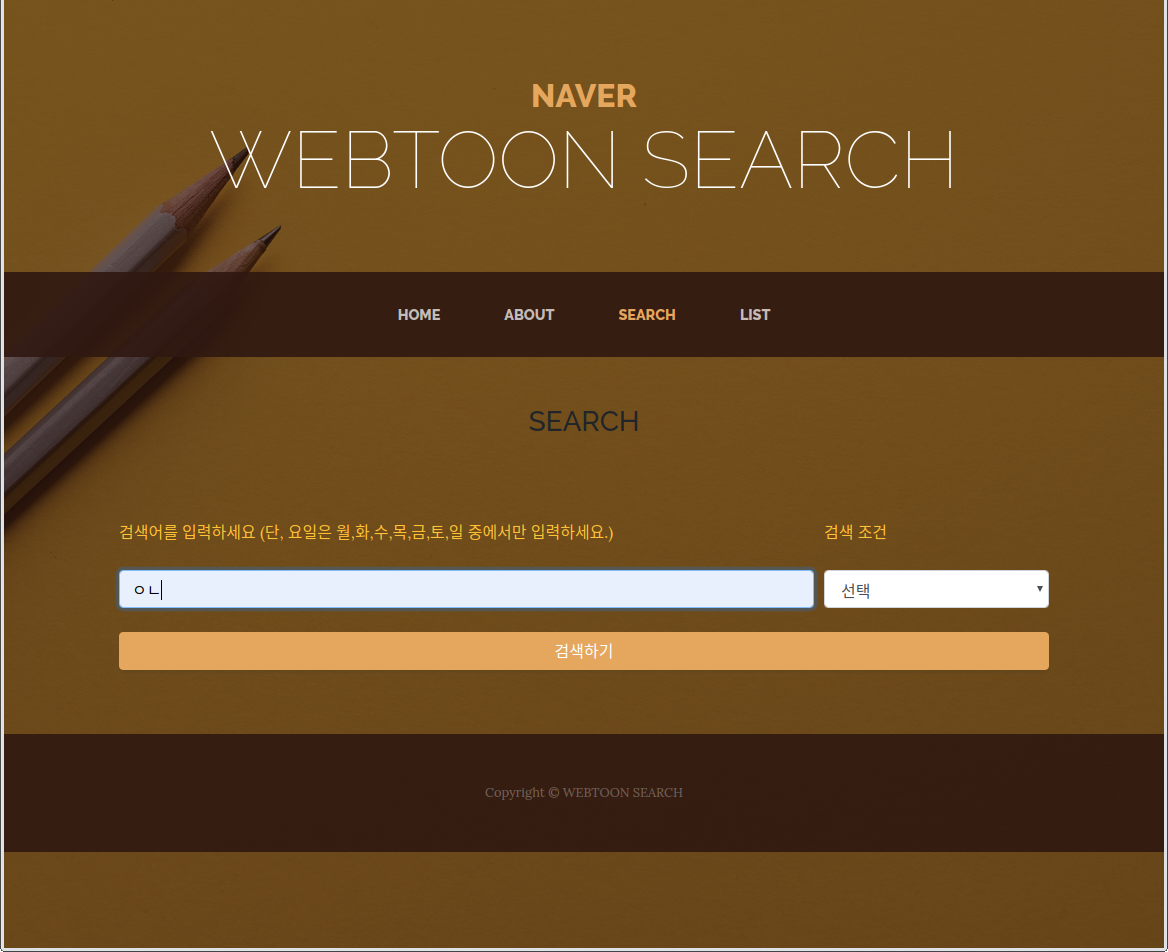 NAVER
WEBTOON SEARCH
HOME ABOUT SEARCH LIST
SEARCH
검색어를 입력하세요 (단, 요일은 월,화,수,목,금,토,일 중에서만 입력하세요.) 검색 조건
ㅇㄴ 선택
검색하기
Copyright © WEBTOON SEARCH